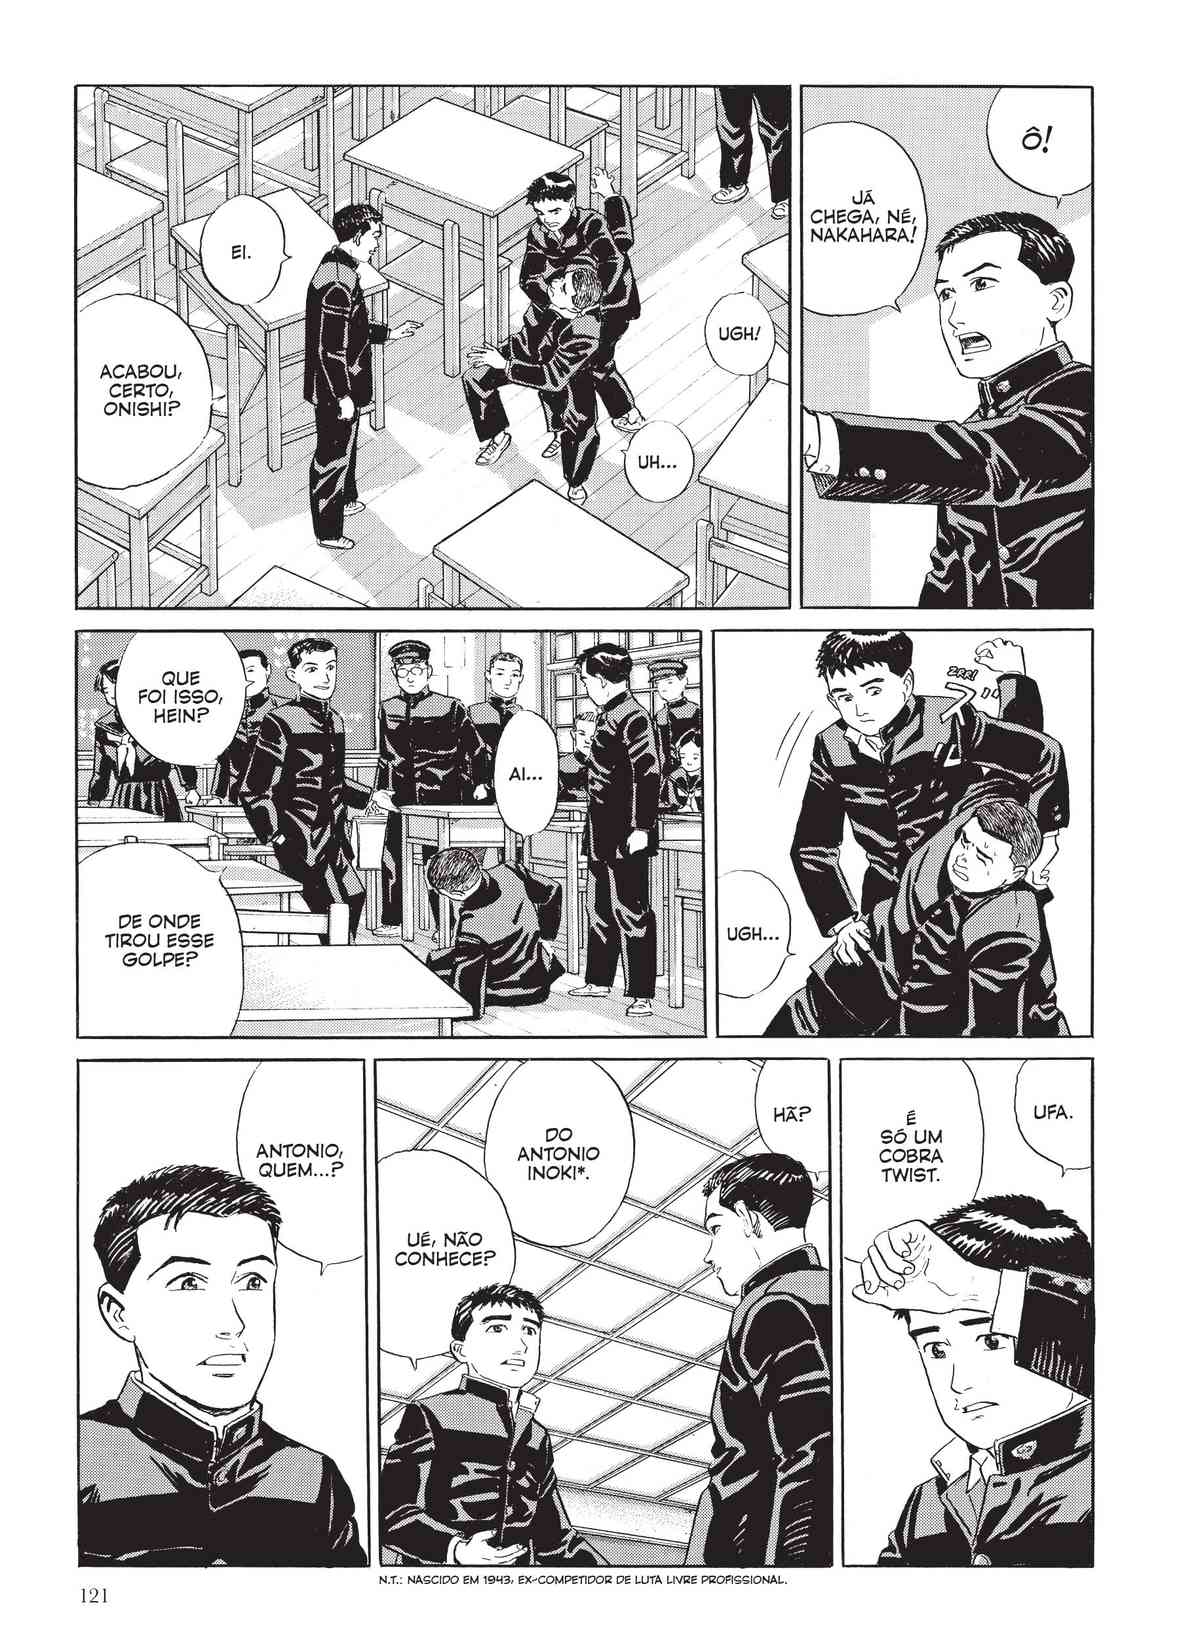 Ô!
JÁ
CHEGA, NÉ,
NAKAHARA!
UGH!
UH...
EI.
ACABOU,
CERTO,
ONISHI?
ZRR!
UGH...
AI...
QUE
FOI ISSO,
HEIN?
DE ONDE
TIROU ESSE
GOLPE?
UFA.
É
SÓ UM
COBRA
TWIST.
HÃ?
DO
ANTONIO
INOKI*.
UÉ, NÃO
CONHECE?
ANTONIO,
QUEM...?
N.T.: NASCIDO EM 1943, EX-COMPETIDOR DE LUTA LIVRE PROFISSIONAL.
121